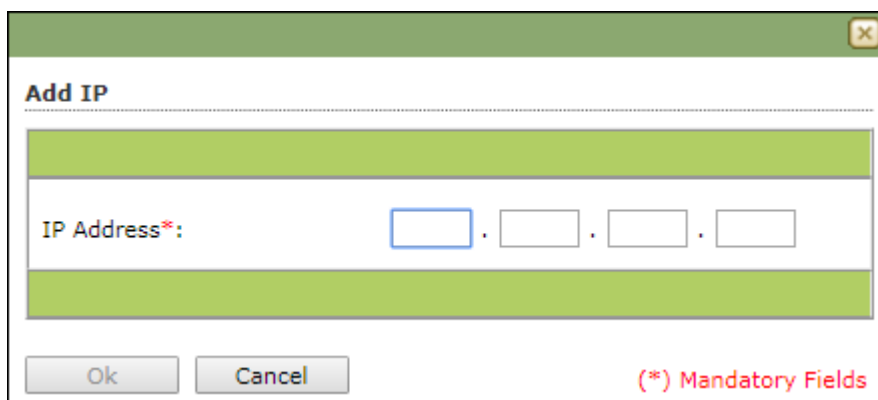 Add IP
IP Address*: . . .
Ok Cancel (*) Mandatory Fields